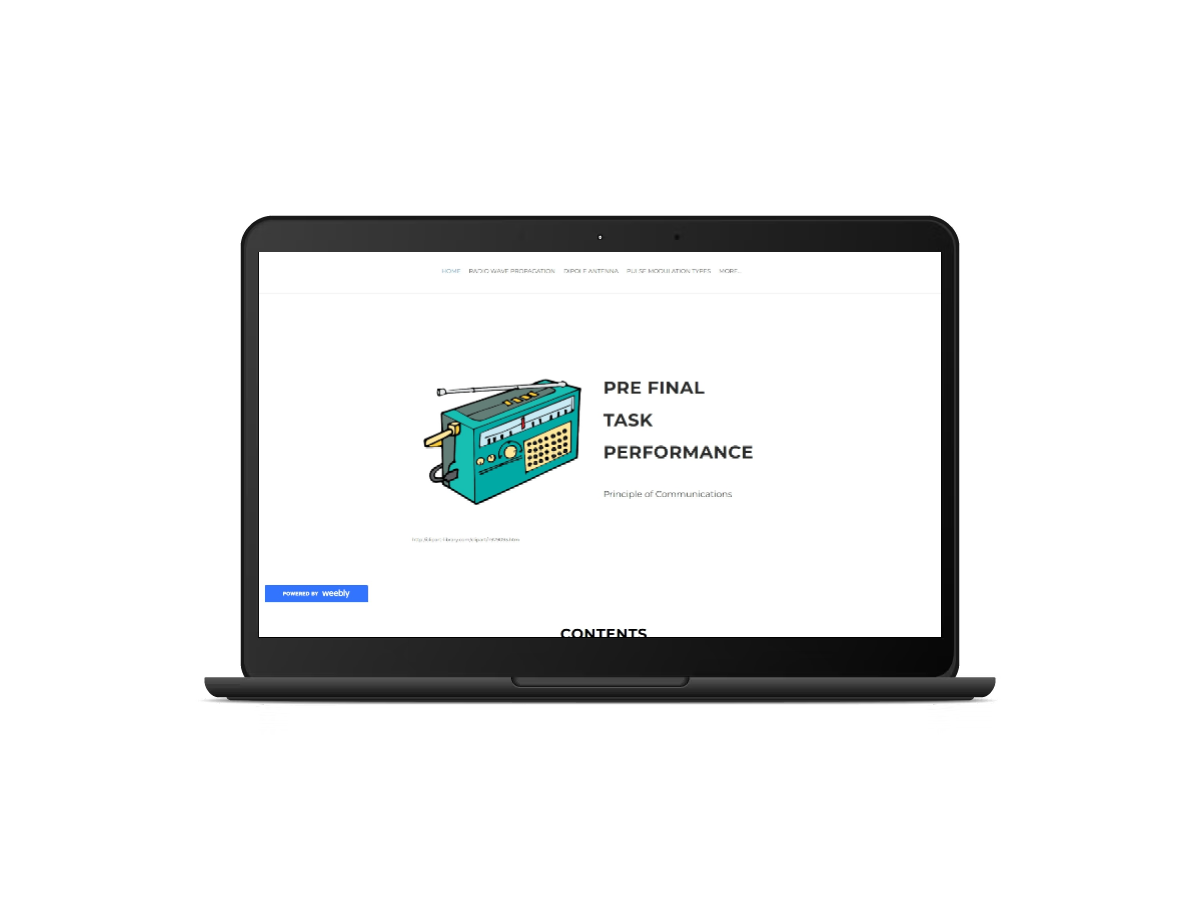 HOME RADIO WAVE PROPAGATION DIPOLE ANTENNA PULSE MODULATION TYPES MORE...
PRE FINAL
TASK
PERFORMANCE
Principle of Communications
POWERED BY weebly
CONTENTS